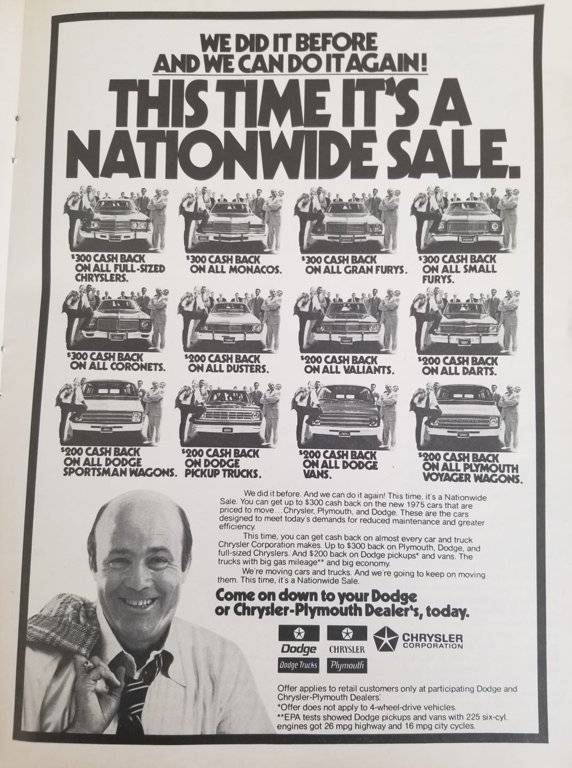 WE DID IT BEFORE
AND WE CAN DO IT AGAIN!
THIS TIME IT'S A
NATIONWIDE SALE.
$300 CASH BACK
ON ALL FULL-SIZED
CHRYSLERS.
$300 CASH BACK
ON ALL MONACOS.
$300 CASH BACK
ON ALL GRAN FURYS.
$300 CASH BACK
ON ALL SMALL
FURYS.
$300 CASH BACK
ON ALL CORONETS.
$200 CASH BACK
ON ALL DUSTERS.
$200 CASH BACK
ON ALL VALIANTS.
$200 CASH BACK
ON ALL DARTS.
$200 CASH BACK
ON ALL DODGE
SPORTSMAN WAGONS.
$200 CASH BACK
ON DODGE
PICKUP TRUCKS.
$200 CASH BACK
ON ALL DODGE
VANS.
$200 CASH BACK
ON ALL PLYMOUTH
VOYAGER WAGONS.
We did it before. And we can do it again! This time, it's a Nationwide
Sale. You can get up to $300 cash back on the new 1975 cars that are
priced to move... Chrysler, Plymouth, and Dodge. These are the cars
designed to meet today's demands for reduced maintenance and greater
efficiency.
This time, you can get cash back on almost every car and truck
Chrysler Corporation makes. Up to $300 back on Plymouth, Dodge, and
full-sized Chryslers. And $200 back on Dodge pickups* and vans. The
trucks with big gas mileage** and big economy.
We're moving cars and trucks. And we're going to keep on moving
them. This time, it's a Nationwide Sale.
Come on down to your Dodge
or Chrysler-Plymouth Dealer's, today.
Dodge
CHRYSLER
CHRYSLER
CORPORATION
Dodge Trucks
Plymouth
Offer applies to retail customers only at participating Dodge and
Chrysler-Plymouth Dealers.
*Offer does not apply to 4-wheel-drive vehicles.
**EPA tests showed Dodge pickups and vans with 225 six-cyl.
engines got 26 mpg highway and 16 mpg city cycles.